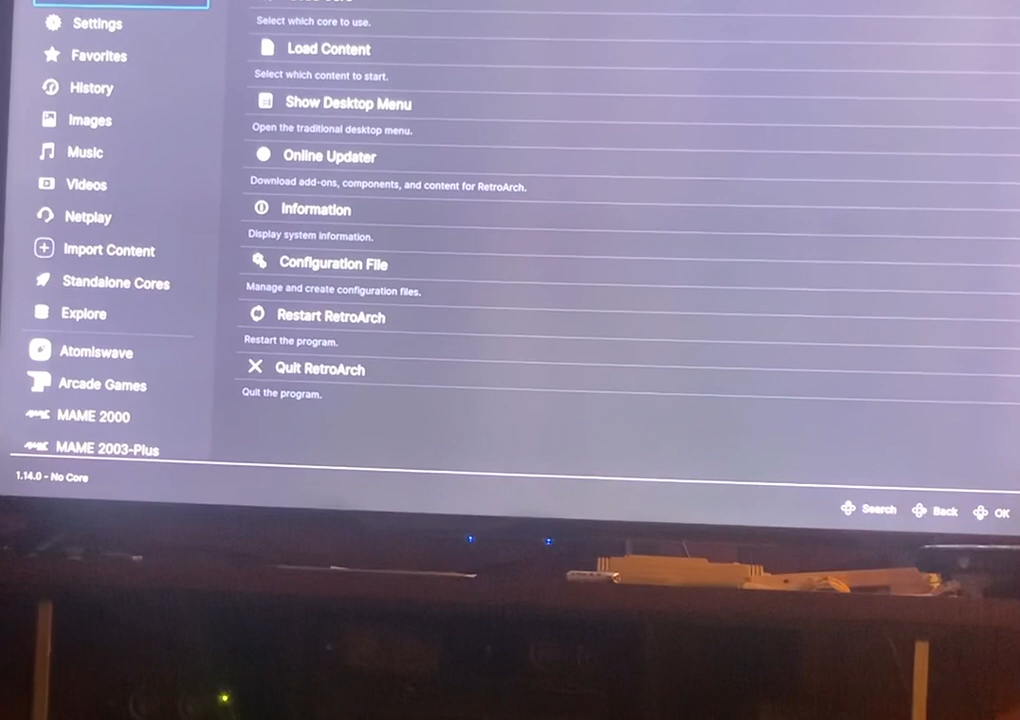 Settings
Favorites
History
Images
Music
Videos
Netplay
Import Content
Standalone Cores
Explore
Atomiswave
Arcade Games
MAME 2000
MAME 2003-Plus
Select which core to use.
Load Content
Select which content to start.
Show Desktop Menu
Open the traditional desktop menu.
Online Updater
Download add-ons, components, and content for RetroArch.
Information
Display system information.
Configuration File
Manage and create configuration files.
Restart RetroArch
Restart the program.
Quit RetroArch
Quit the program.
1.14.0 - No Core
Search Back OK